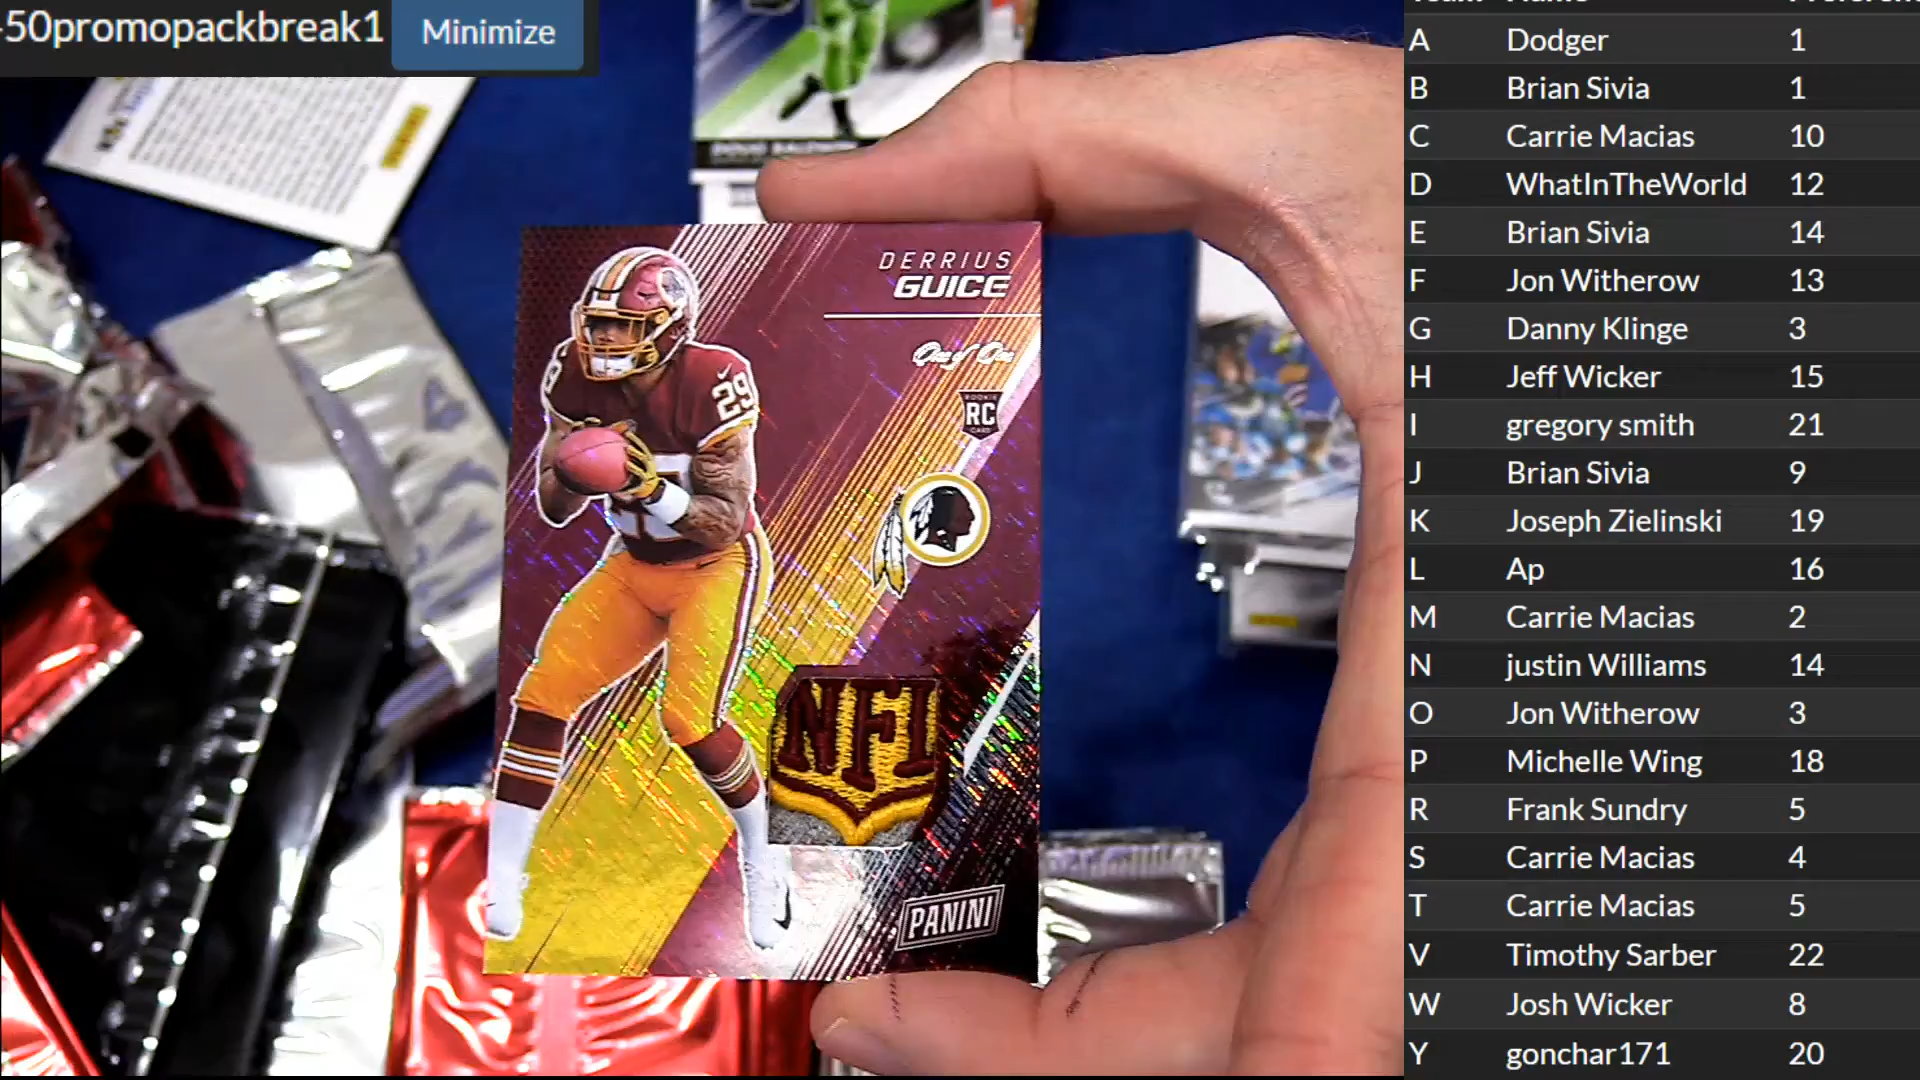 -50promopackbreak1
Minimize
DERRIUS
GUICE
One of One
ROOKIE
RC
CARD
29
NFL
PANINI
A Dodger 1
B Brian Sivia 1
C Carrie Macias 10
D WhatInTheWorld 12
E Brian Sivia 14
F Jon Witherow 13
G Danny Klinge 3
H Jeff Wicker 15
I gregory smith 21
J Brian Sivia 9
K Joseph Zielinski 19
L Ap 16
M Carrie Macias 2
N justin Williams 14
O Jon Witherow 3
P Michelle Wing 18
R Frank Sundry 5
S Carrie Macias 4
T Carrie Macias 5
V Timothy Sarber 22
W Josh Wicker 8
Y gonchar171 20